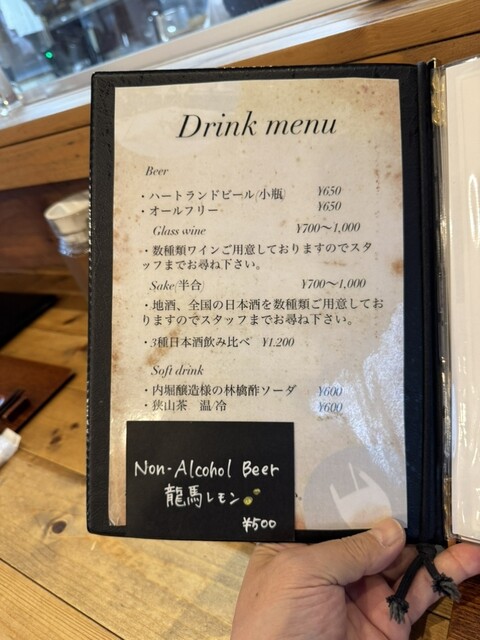 Drink menu
Beer
・ハートランドビール/小瓶) ¥650
・オールフリー ¥650
Glass wine ¥700〜1,000
・数種類ワインご用意しておりますのでスタ
ッフまでお尋ね下さい。
Sake(半合) ¥700〜1,000
・地酒、全国の日本酒を数種類ご用意してお
りますのでスタッフまでお尋ね下さい。
・3種日本酒飲み比べ ¥1,200
Soft drink
・内堀醸造様の林檎酢ソーダ ¥600
・狭山茶 温/冷 ¥600
Non-Alcohol Beer
龍馬レモン
¥500